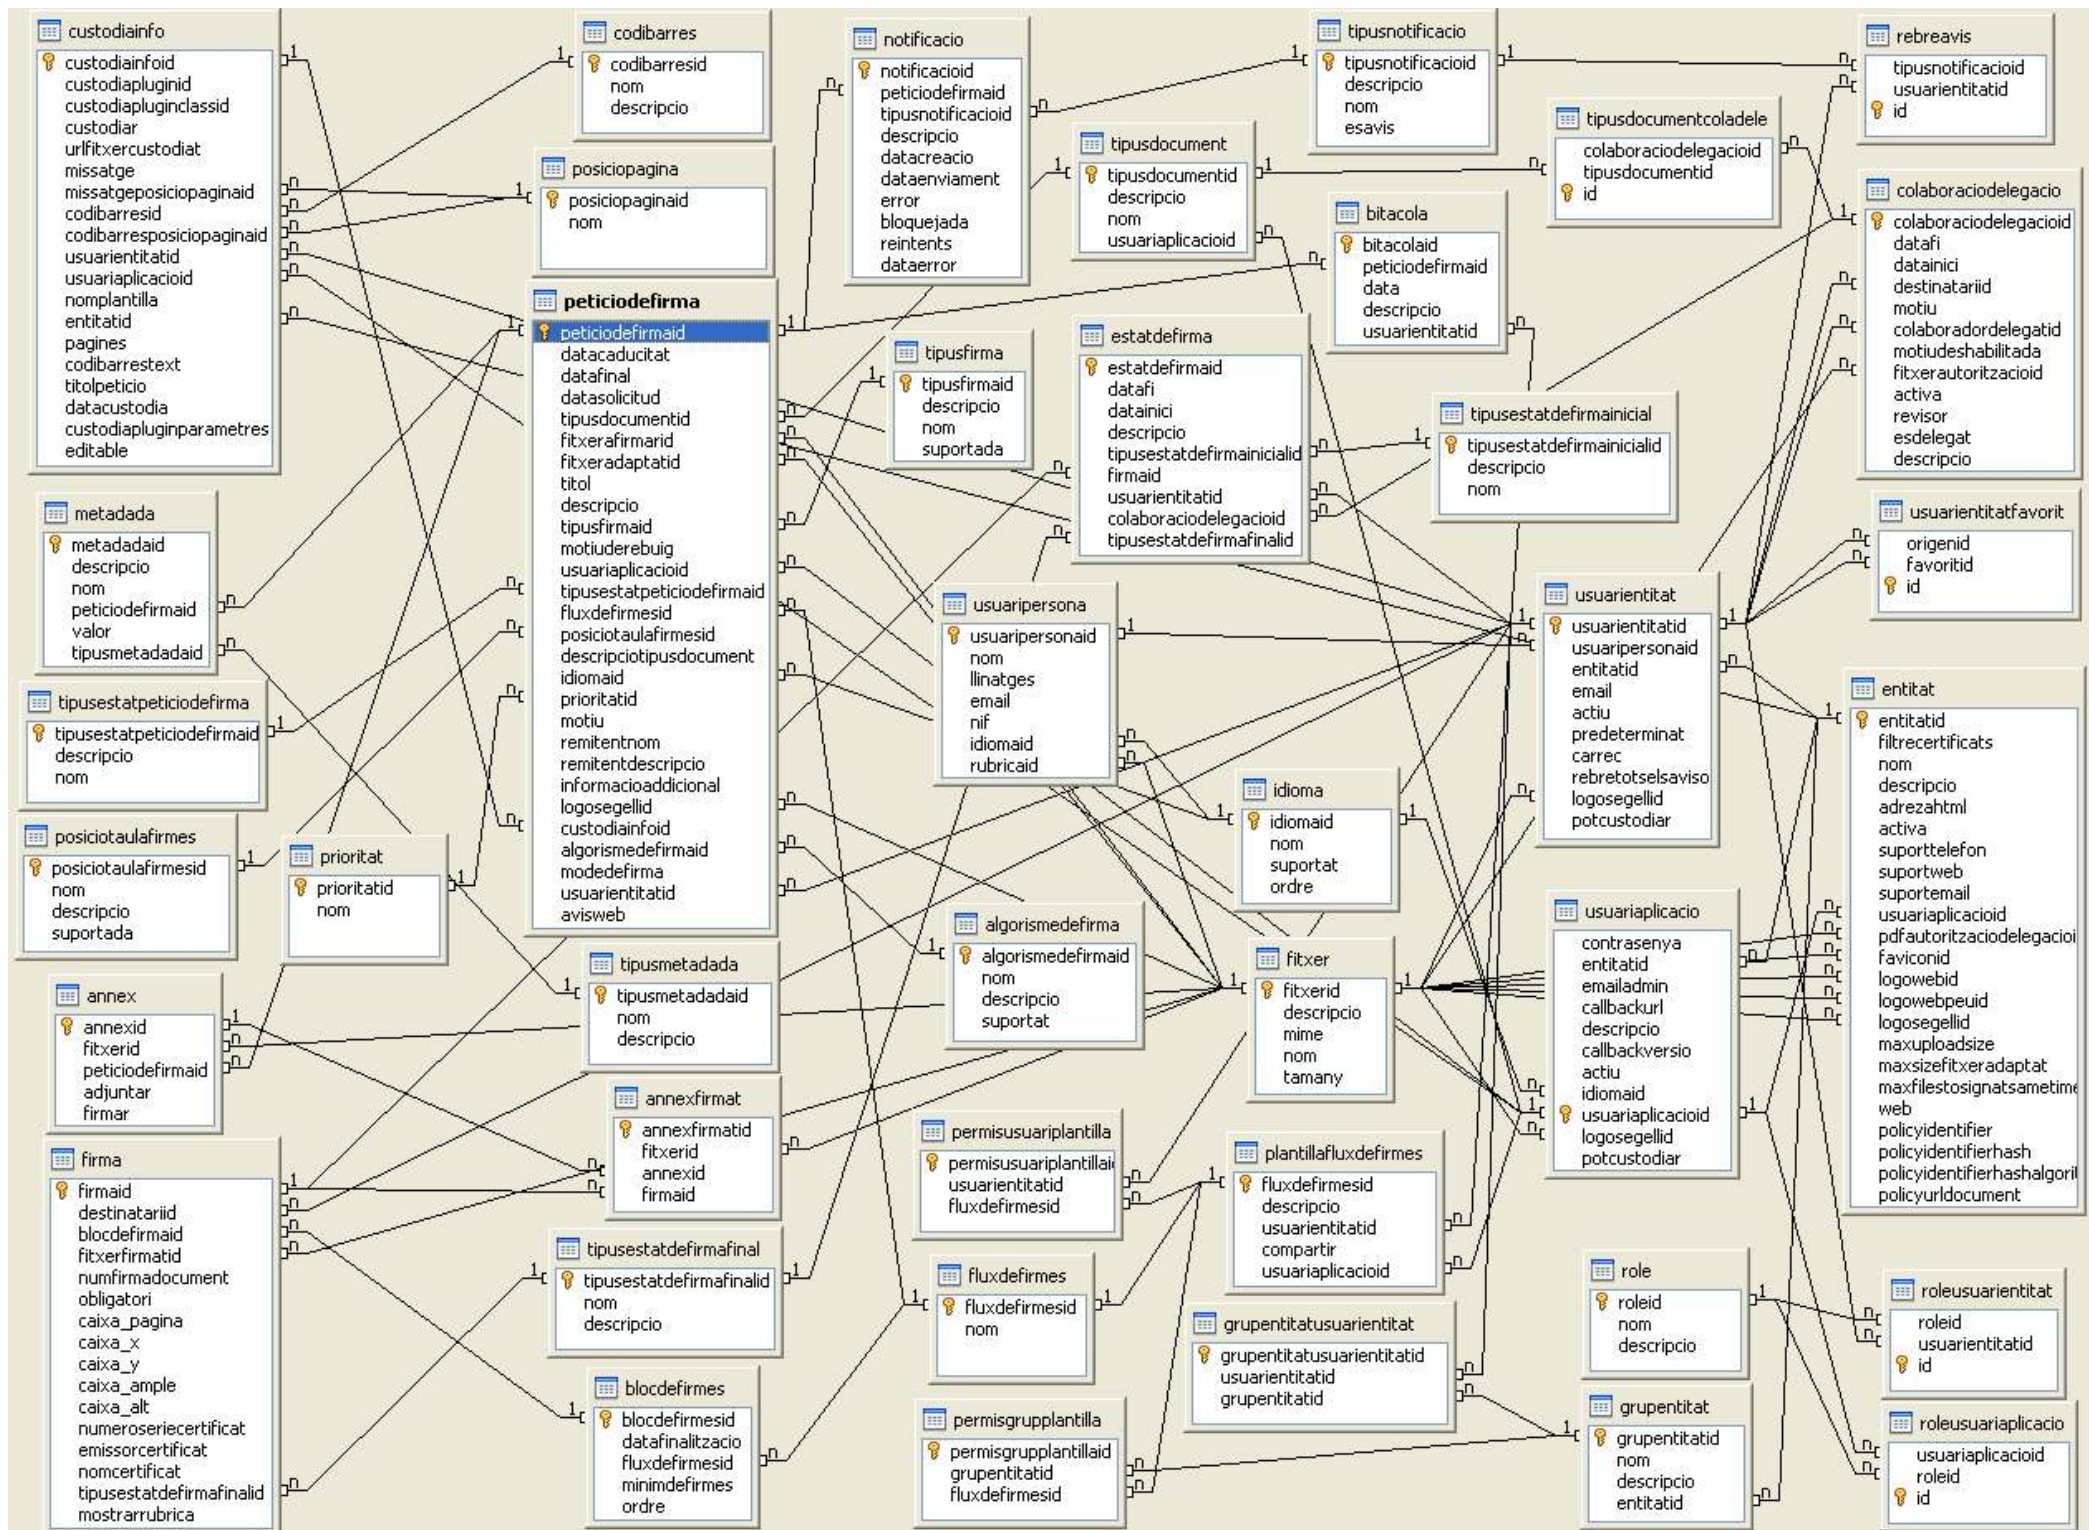 custodiainfo
custodiainfoid
custodiapluginid
custodiapluginclassid
custodiar
urlfitxercustodiat
missatge
missatgeposiciopaginaid
codibarresid
codibarresposiciopaginaid
usuarientitatid
usuariaplicacioid
nomplantilla
entitatid
pagines
codibarrestext
titolpeticio
datacustodia
custodiapluginparametres
editable
codibarres
codibarresid
nom
descripcio
posiciopagina
posiciopaginaid
nom
notificacio
notificacioid
peticiodefirmaid
tipusnotificacioid
descripcio
datacreacio
dataenviament
error
bloquejada
reintents
dataerror
tipusnotificacio
tipusnotificacioid
descripcio
nom
esavis
rebreavis
tipusnotificacioid
usuarientitatid
id
tipusdocument
tipusdocumentid
descripcio
nom
usuariaplicacioid
tipusdocumentcoladele
colaboraciodelegacioid
tipusdocumentid
id
bitacola
bitacolaid
peticiodefirmaid
data
descripcio
usuarientitatid
colaboraciodelegacio
colaboraciodelegacioid
datafi
datainici
destinatariid
motiu
colaboradordelegatid
motiudeshabilitada
fitxerautoritzacioid
activa
revisor
esdelegat
descripcio
peticiodefirma
peticiodefirmaid
datacaducitat
datafinal
datasolicitud
tipusdocumentid
fitxerafirmarid
fitxeradaptatid
titol
descripcio
tipusfirmaid
motiuderebuig
usuariaplicacioid
tipusestatpeticiodefirmaid
fluxdefirmesid
posiciotaulafirmesid
descripciotipusdocument
idiomaid
prioritatid
motiu
remitentnom
remitentdescripcio
informacioaddicional
logosegellid
custodiainfoid
algorismedefirmaid
modedefirma
usuarientitatid
avisweb
tipusfirma
tipusfirmaid
descripcio
nom
suportada
estatdefirma
estatdefirmaid
datafi
datainici
descripcio
tipusestatdefirmainicialid
firmaid
usuarientitatid
colaboraciodelegacioid
tipusestatdefirmafinalid
tipusestatdefirmainicial
tipusestatdefirmainicialid
descripcio
nom
usuarientitatfavorit
origenid
favoritid
id
metadada
metadadaid
descripcio
nom
peticiodefirmaid
valor
tipusmetadadaid
usuaripersona
usuaripersonaid
nom
llinatges
email
nif
idiomaid
rubricaid
usuarientitat
usuarientitatid
usuaripersonaid
entitatid
email
actiu
predeterminat
carrec
rebretotselsaviso
logosegellid
potcustodiar
entitat
entitatid
filtrecertificats
nom
descripcio
adrezahtml
activa
suporttelefon
suportweb
suportemail
usuariaplicacioid
pdfautoritzaciodelegacioi
faviconid
logowebid
logowebpeuid
logosegellid
maxuploadsize
maxsizefitxeradaptat
maxfilestosignatsametime
web
policyidentifier
policyidentifierhash
policyidentifierhashalgorit
policyurldocument
tipusestatpeticiodefirma
tipusestatpeticiodefirmaid
descripcio
nom
posiciotaulafirmes
posiciotaulafirmesid
nom
descripcio
suportada
prioritat
prioritatid
nom
idioma
idiomaid
nom
suportat
ordre
algorismedefirma
algorismedefirmaid
nom
descripcio
suportat
fitxer
fitxerid
descripcio
mime
nom
tamany
usuariaplicacio
contrasenya
entitatid
emailadmin
callbackurl
descripcio
callbackversio
actiu
idiomaid
usuariaplicacioid
logosegellid
potcustodiar
tipusmetadada
tipusmetadadaid
nom
descripcio
annex
annexid
fitxerid
peticiodefirmaid
adjuntar
firmar
annexfirmat
annexfirmatid
fitxerid
annexid
firmaid
firma
firmaid
destinatariid
blocdefirmaid
fitxerfirmatid
numfirmadocument
obligatori
caixa_pagina
caixa_x
caixa_y
caixa_ample
caixa_alt
numeroseriecertificat
emissorcertificat
nomcertificat
tipusestatdefirmafinalid
mostrarrubrica
permisusuariplantilla
permisusuariplantillai
usuarientitatid
fluxdefirmesid
plantillafluxdefirmes
fluxdefirmesid
descripcio
usuarientitatid
compartir
usuariaplicacioid
tipusestatdefirmafinal
tipusestatdefirmafinalid
nom
descripcio
fluxdefirmes
fluxdefirmesid
nom
role
roleid
nom
descripcio
roleusuarientitat
roleid
usuarientitatid
id
grupentitatusuarientitat
grupentitatusuarientitatid
usuarientitatid
grupentitatid
blocdefirmes
blocdefirmesid
datafinalitzacio
fluxdefirmesid
minimdefirmes
ordre
permisgrupplantilla
permisgrupplantillaid
grupentitatid
fluxdefirmesid
grupentitat
grupentitatid
nom
descripcio
entitatid
roleusuariaplicacio
usuariaplicacioid
roleid
id